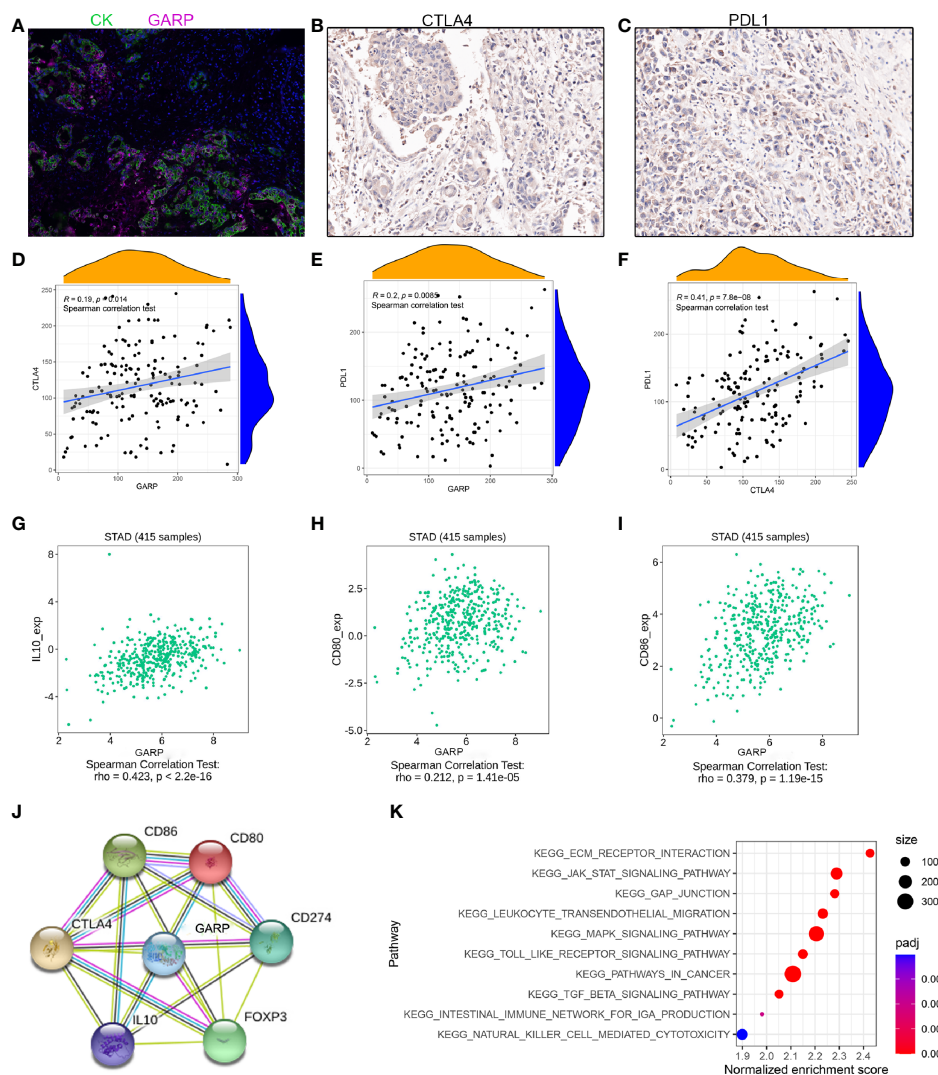 A CK GARP
B CTLA4
C PDL1
D
R = 0.19, p = 0.014
Spearman correlation test
250
200
150
100
50
0
CTLA4
0 100 200 300
GARP
E
R = 0.2, p = 0.0085
Spearman correlation test
200
100
0
PDL1
0 100 200 300
GARP
F
R = 0.41, p = 7.8e−08
Spearman correlation test
200
100
0
PDL1
0 50 100 150 200 250
CTLA4
G
STAD (415 samples)
8
4
0
-4
IL10_exp
2 4 6 8
GARP
Spearman Correlation Test:
rho = 0.423, p < 2.2e-16
H
STAD (415 samples)
2.5
0.0
-2.5
-5.0
CD80_exp
2 4 6 8
GARP
Spearman Correlation Test:
rho = 0.212, p = 1.41e-05
I
STAD (415 samples)
6
4
2
0
CD86_exp
2 4 6 8
GARP
Spearman Correlation Test:
rho = 0.379, p = 1.19e-15
J
CD86
CD80
CTLA4
GARP
CD274
IL10
FOXP3
K
Pathway
KEGG_ECM_RECEPTOR_INTERACTION
KEGG_JAK_STAT_SIGNALING_PATHWAY
KEGG_GAP_JUNCTION
KEGG_LEUKOCYTE_TRANSENDOTHELIAL_MIGRATION
KEGG_MAPK_SIGNALING_PATHWAY
KEGG_TOLL_LIKE_RECEPTOR_SIGNALING_PATHWAY
KEGG_PATHWAYS_IN_CANCER
KEGG_TGF_BETA_SIGNALING_PATHWAY
KEGG_INTESTINAL_IMMUNE_NETWORK_FOR_IGA_PRODUCTION
KEGG_NATURAL_KILLER_CELL_MEDIATED_CYTOTOXICITY
1.9 2.0 2.1 2.2 2.3 2.4
Normalized enrichment score
size
100
200
300
padj